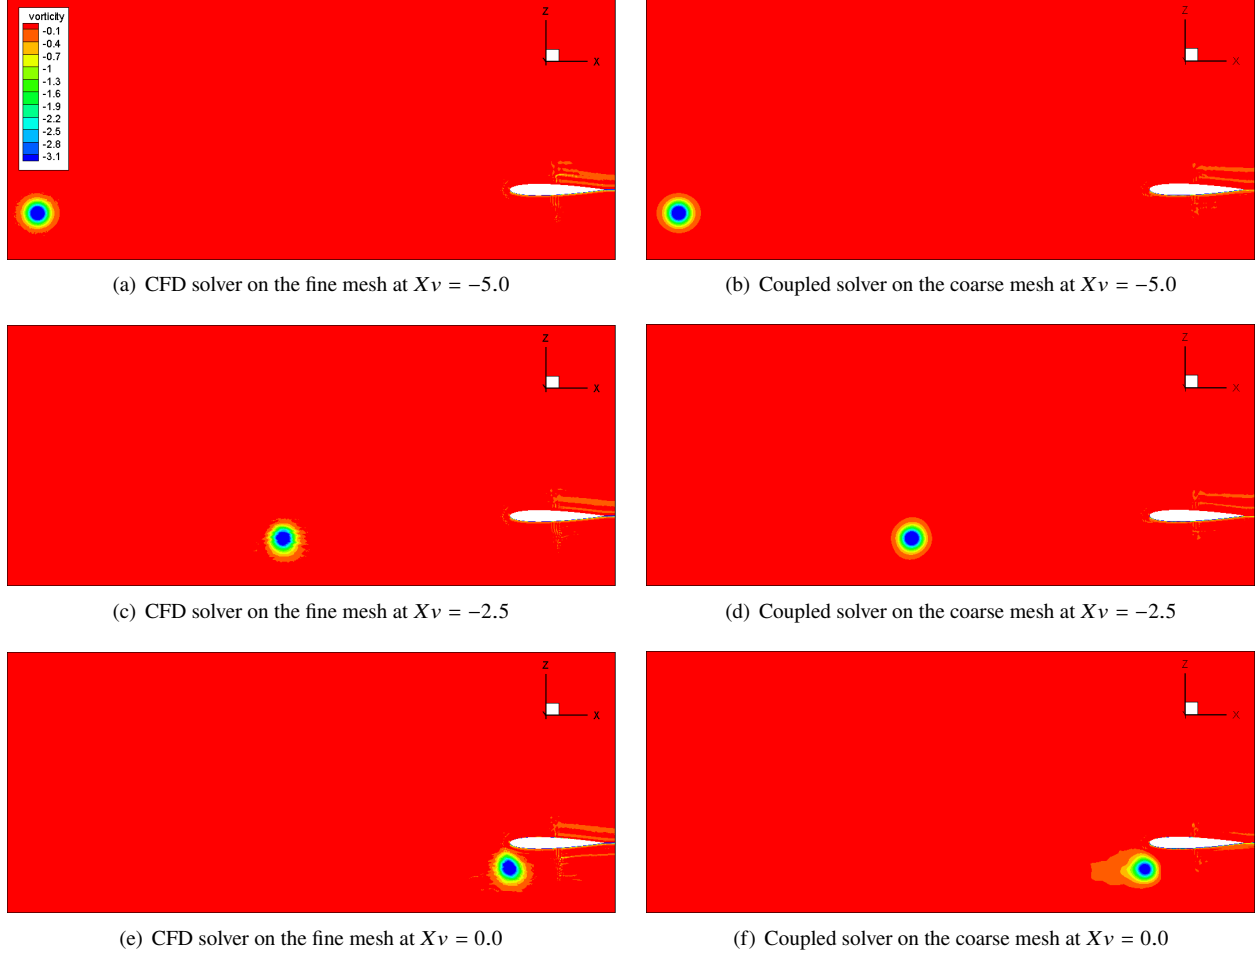 vorticity
-0.1
-0.4
-0.7
-1
-1.3
-1.6
-1.9
-2.2
-2.5
-2.8
-3.1
Z
X
Z
X
(a) CFD solver on the fine mesh at Xv = −5.0
(b) Coupled solver on the coarse mesh at Xv = −5.0
Z
X
Z
X
(c) CFD solver on the fine mesh at Xv = −2.5
(d) Coupled solver on the coarse mesh at Xv = −2.5
Z
X
Z
X
(e) CFD solver on the fine mesh at Xv = 0.0
(f) Coupled solver on the coarse mesh at Xv = 0.0